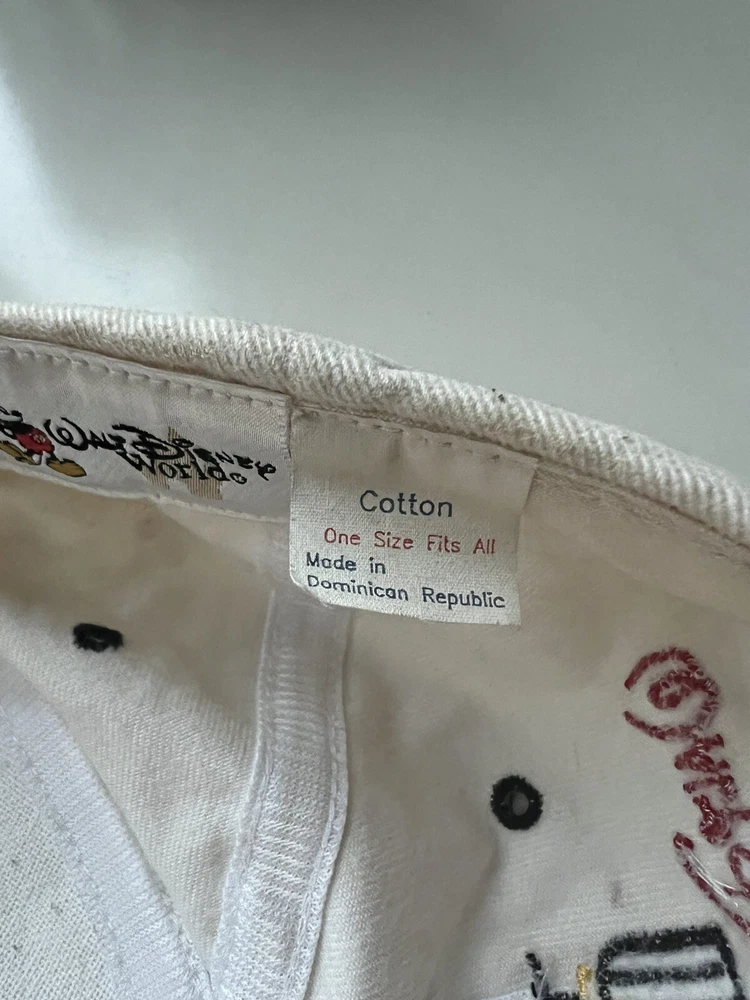 Walt Disney
World®
Cotton
One Size Fits All
Made in
Dominican Republic